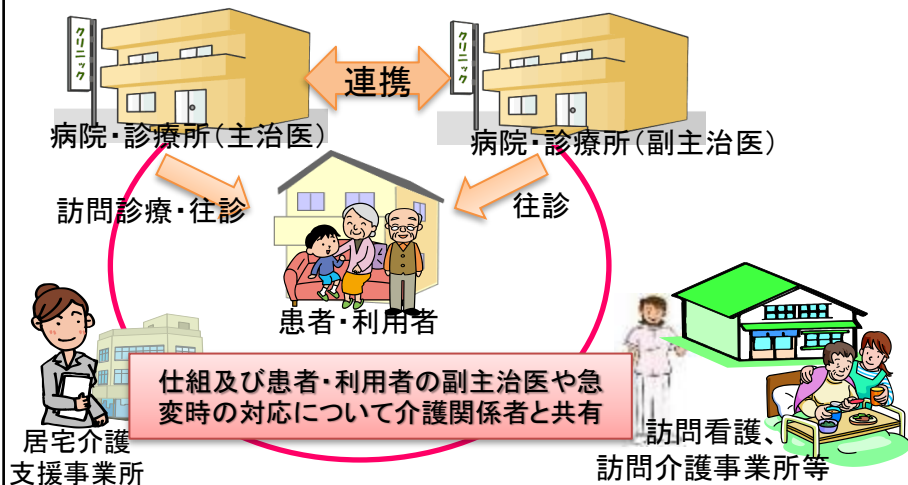 クリニック
クリニック
連携
病院・診療所(主治医)
病院・診療所(副主治医)
訪問診療・往診
往診
患者・利用者
仕組及び患者・利用者の副主治医や急
変時の対応について介護関係者と共有
居宅介護
支援事業所
訪問看護、
訪問介護事業所等